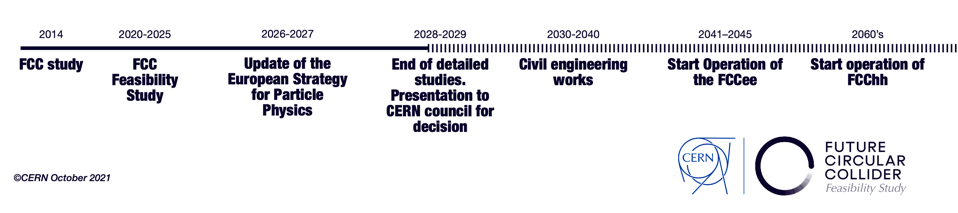 2014
FCC study
2020-2025
FCC
Feasibility
Study
2026-2027
Update of the
European Strategy
for Particle
Physics
2028-2029
End of detailed
studies.
Presentation to
CERN council for
decision
2030-2040
Civil engineering
works
2041–2045
Start Operation of
the FCCee
2060's
Start operation of
FCChh
©CERN October 2021
CERN
FUTURE
CIRCULAR
COLLIDER
Feasibility Study